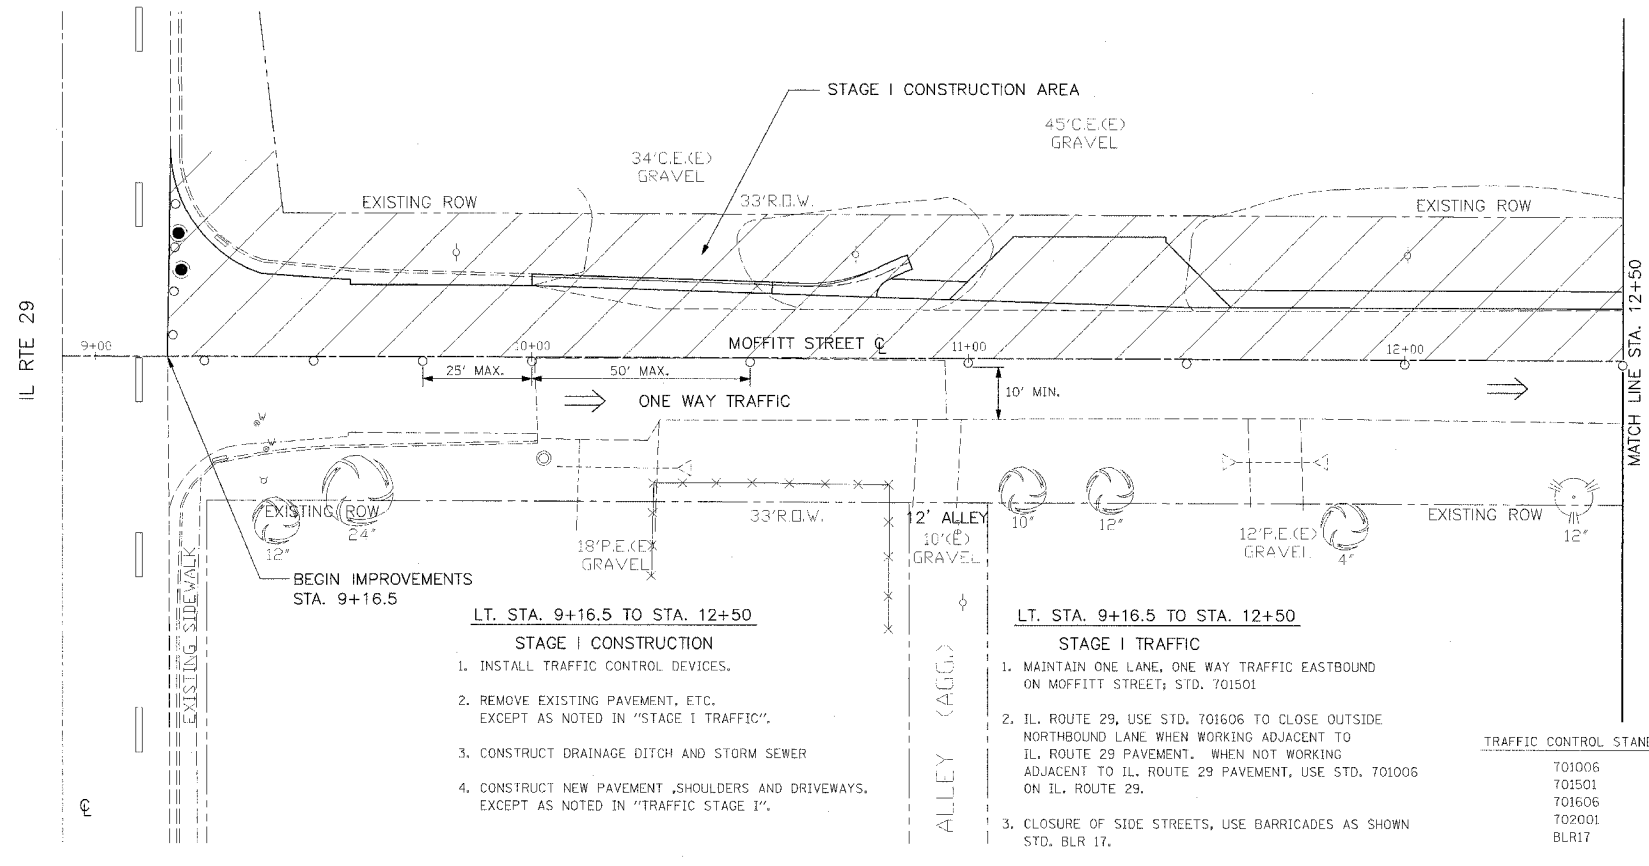 STAGE I CONSTRUCTION AREA
45'C.E.(E)
GRAVEL
34'C.E.(E)
GRAVEL
EXISTING ROW
33'R.O.W.
EXISTING ROW
IL RTE 29
9+00
10+00
MOFFITT STREET ℄
11+00
12+00
MATCH LINE STA. 12+50
25' MAX.
50' MAX.
10' MIN.
ONE WAY TRAFFIC
W
W
EXISTING ROW
12"
24"
33'R.O.W.
12' ALLEY
10'(E)
GRAVEL
10"
12"
EXISTING ROW
18'P.E.(E)
GRAVEL
12'P.E.(E)
GRAVEL
4"
12"
BEGIN IMPROVEMENTS
STA. 9+16.5
EXISTING SIDEWALK
LT. STA. 9+16.5 TO STA. 12+50
STAGE I CONSTRUCTION
1. INSTALL TRAFFIC CONTROL DEVICES.
2. REMOVE EXISTING PAVEMENT, ETC.
EXCEPT AS NOTED IN "STAGE I TRAFFIC".
3. CONSTRUCT DRAINAGE DITCH AND STORM SEWER
4. CONSTRUCT NEW PAVEMENT ,SHOULDERS AND DRIVEWAYS.
EXCEPT AS NOTED IN "TRAFFIC STAGE I".
ALLEY (AGG.)
LT. STA. 9+16.5 TO STA. 12+50
STAGE I TRAFFIC
1. MAINTAIN ONE LANE, ONE WAY TRAFFIC EASTBOUND
ON MOFFITT STREET; STD. 701501
2. IL. ROUTE 29, USE STD. 701606 TO CLOSE OUTSIDE
NORTHBOUND LANE WHEN WORKING ADJACENT TO
IL. ROUTE 29 PAVEMENT. WHEN NOT WORKING
ADJACENT TO IL. ROUTE 29 PAVEMENT, USE STD. 701006
ON IL. ROUTE 29.
3. CLOSURE OF SIDE STREETS, USE BARRICADES AS SHOWN
STD. BLR 17.
TRAFFIC CONTROL STAN
701006
701501
701606
702001
BLR17
℄